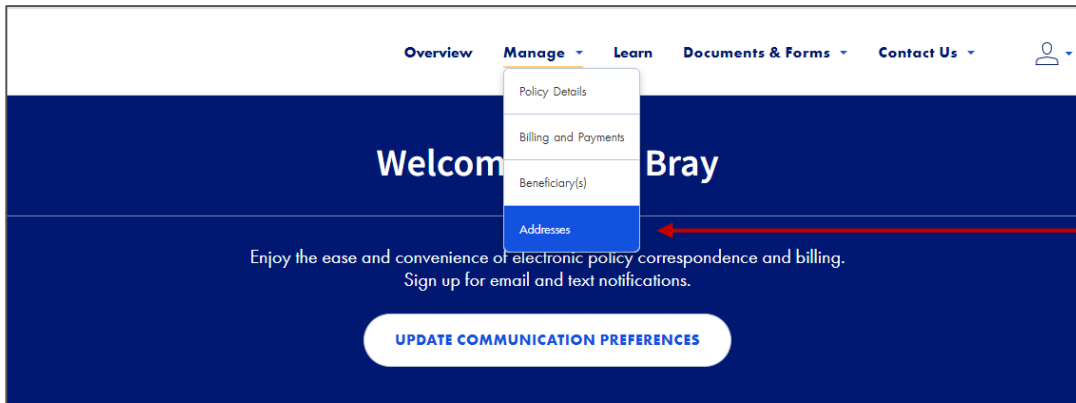 Overview Manage Learn Documents & Forms Contact Us
Policy Details
Billing and Payments
Beneficiary(s)
Addresses
Bray
Enjoy the ease and convenience of electronic policy correspondence and billing.
Sign up for email and text notifications.
UPDATE COMMUNICATION PREFERENCES